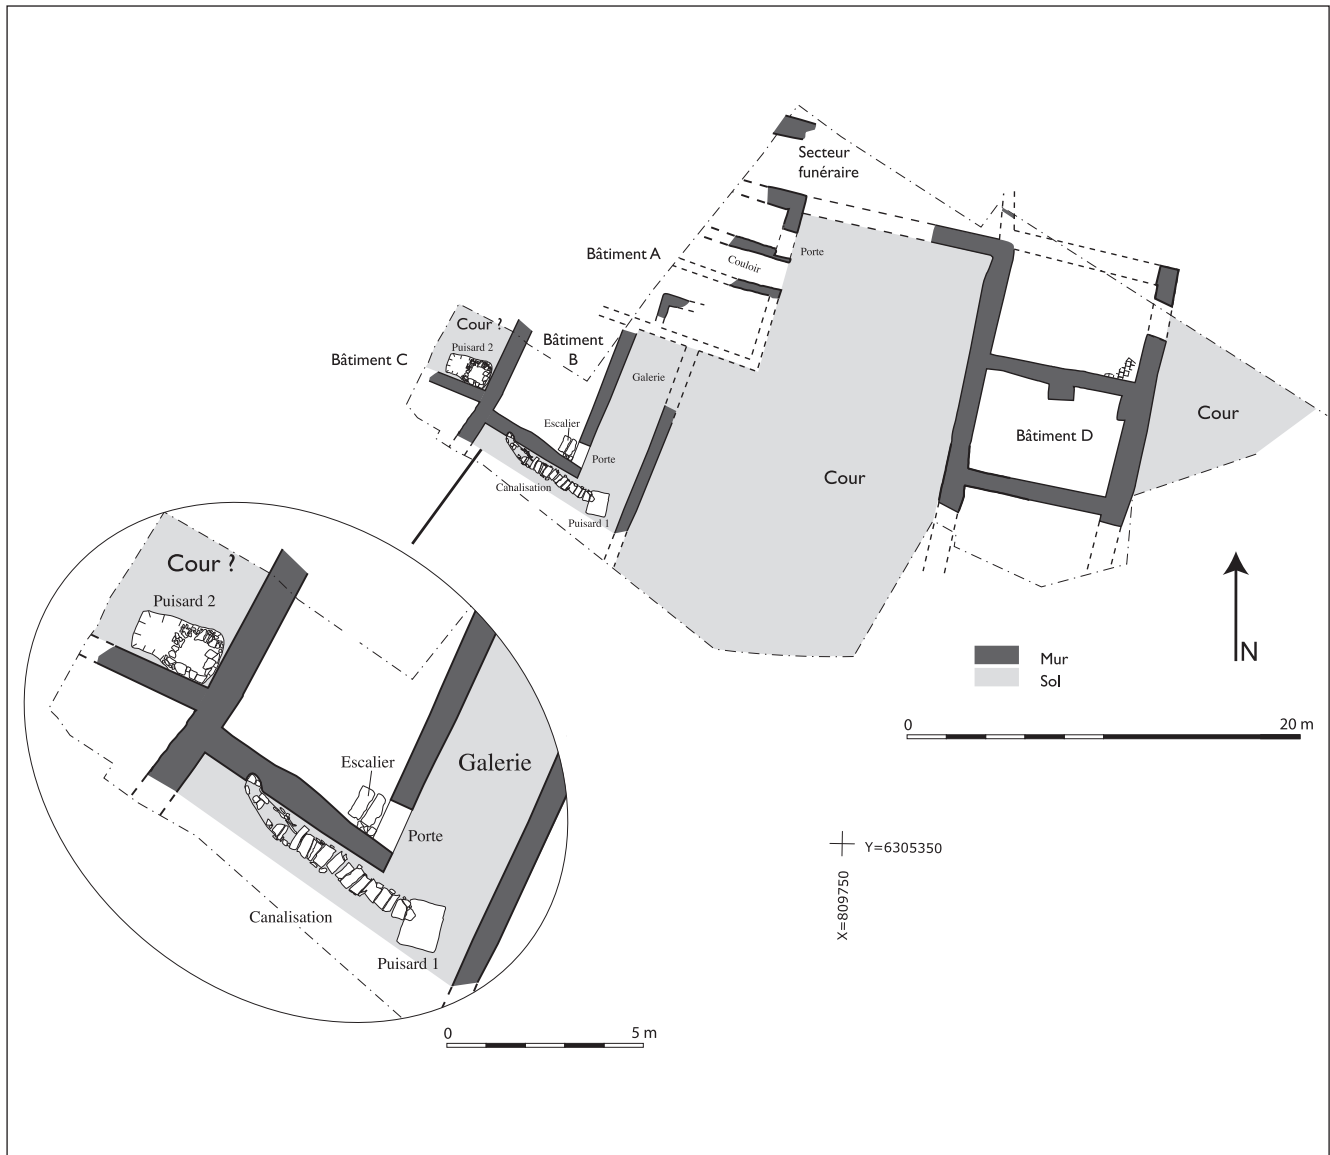 Secteur
funéraire
Bâtiment A
Porte
Couloir
Cour ?
Puisard 2
Bâtiment C
Bâtiment
B
Galerie
Escalier
Porte
Canalisation
Puisard 1
Cour
Bâtiment D
Cour
N
Mur
Sol
0 20 m
Cour ?
Puisard 2
Escalier
Galerie
Porte
Canalisation
Puisard 1
0 5 m
Y=6305350
X=809750